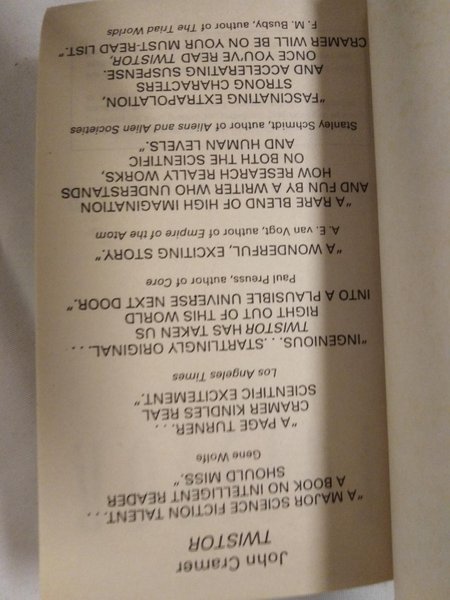 John Cramer
TWISTOR
"A MAJOR SCIENCE FICTION TALENT. . . .
A BOOK NO INTELLIGENT READER
SHOULD MISS."
Gene Wolfe
"A PAGE TURNER. . . .
CRAMER KINDLES REAL
SCIENTIFIC EXCITEMENT."
Los Angeles Times
"INGENIOUS. . .STARTLINGLY ORIGINAL. . . .
TWISTOR HAS TAKEN US
RIGHT OUT OF THIS WORLD
INTO A PLAUSIBLE UNIVERSE NEXT DOOR."
Paul Preuss, author of Core
"A WONDERFUL, EXCITING STORY."
A. E. van Vogt, author of Empire of the Atom
"A RARE BLEND OF HIGH IMAGINATION
AND FUN BY A WRITER WHO UNDERSTANDS
HOW RESEARCH REALLY WORKS,
ON BOTH THE SCIENTIFIC
AND HUMAN LEVELS."
Stanley Schmidt, author of Aliens and Alien Societies
"FASCINATING EXTRAPOLATION,
STRONG CHARACTERS
AND ACCELERATING SUSPENSE.
ONCE YOU'VE READ TWISTOR,
CRAMER WILL BE ON YOUR MUST-READ LIST."
F. M. Busby, author of The Triad Worlds